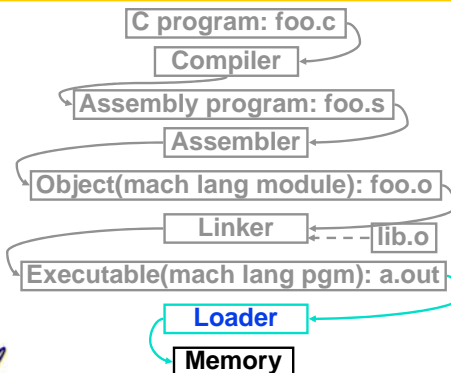 C program: foo.c
Compiler
Assembly program: foo.s
Assembler
Object(mach lang module): foo.o
Linker
lib.o
Executable(mach lang pgm): a.out
Loader
Memory